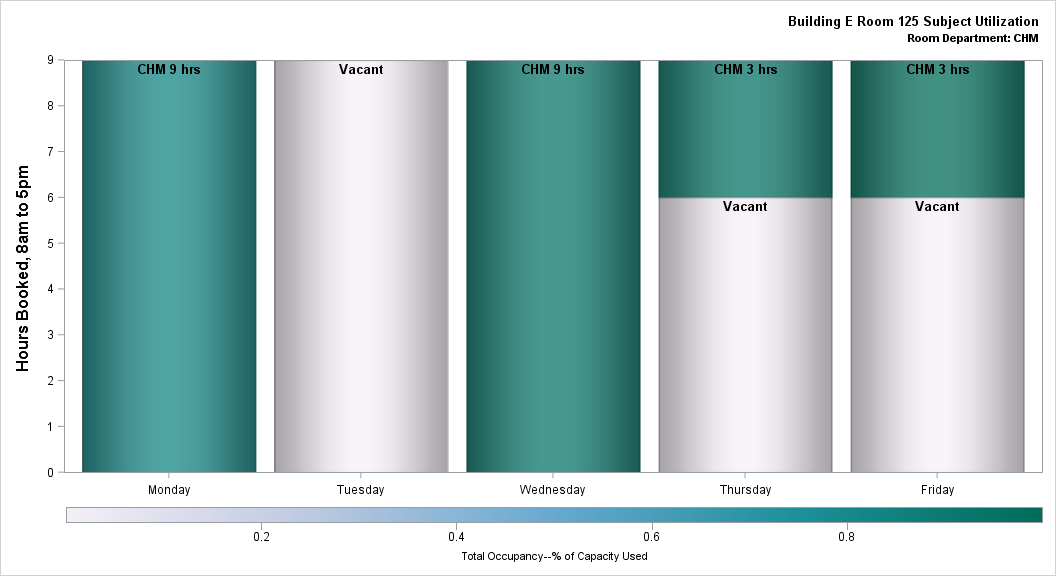 Building E Room 125 Subject Utilization
Room Department: CHM
Hours Booked, 8am to 5pm
9
8
7
6
5
4
3
2
1
0
CHM 9 hrs
Vacant
CHM 9 hrs
CHM 3 hrs
CHM 3 hrs
Vacant
Vacant
Monday
Tuesday
Wednesday
Thursday
Friday
0.2
0.4
0.6
0.8
Total Occupancy--% of Capacity Used